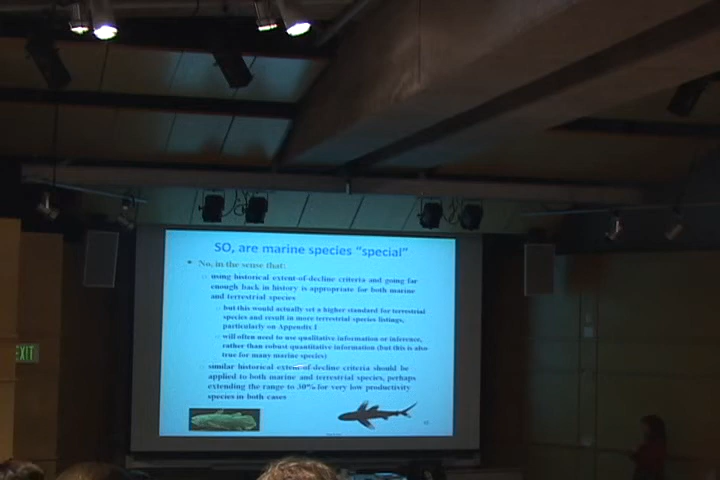 SO, are marine species "special"
• No, in the sense that:
using historical extent-of-decline criteria and going far
enough back in history is appropriate for both marine
and terrestrial species
but this would actually set a higher standard for terrestrial
species and result in more terrestrial species listings,
particularly on Appendix I
will often need to use qualitative information or inference,
rather than robust quantitative information (but this is also
true for many marine species)
similar historical extent-of-decline criteria should be
applied to both marine and terrestrial species, perhaps
extending the range to 30% for very low productivity
species in both cases
EXIT